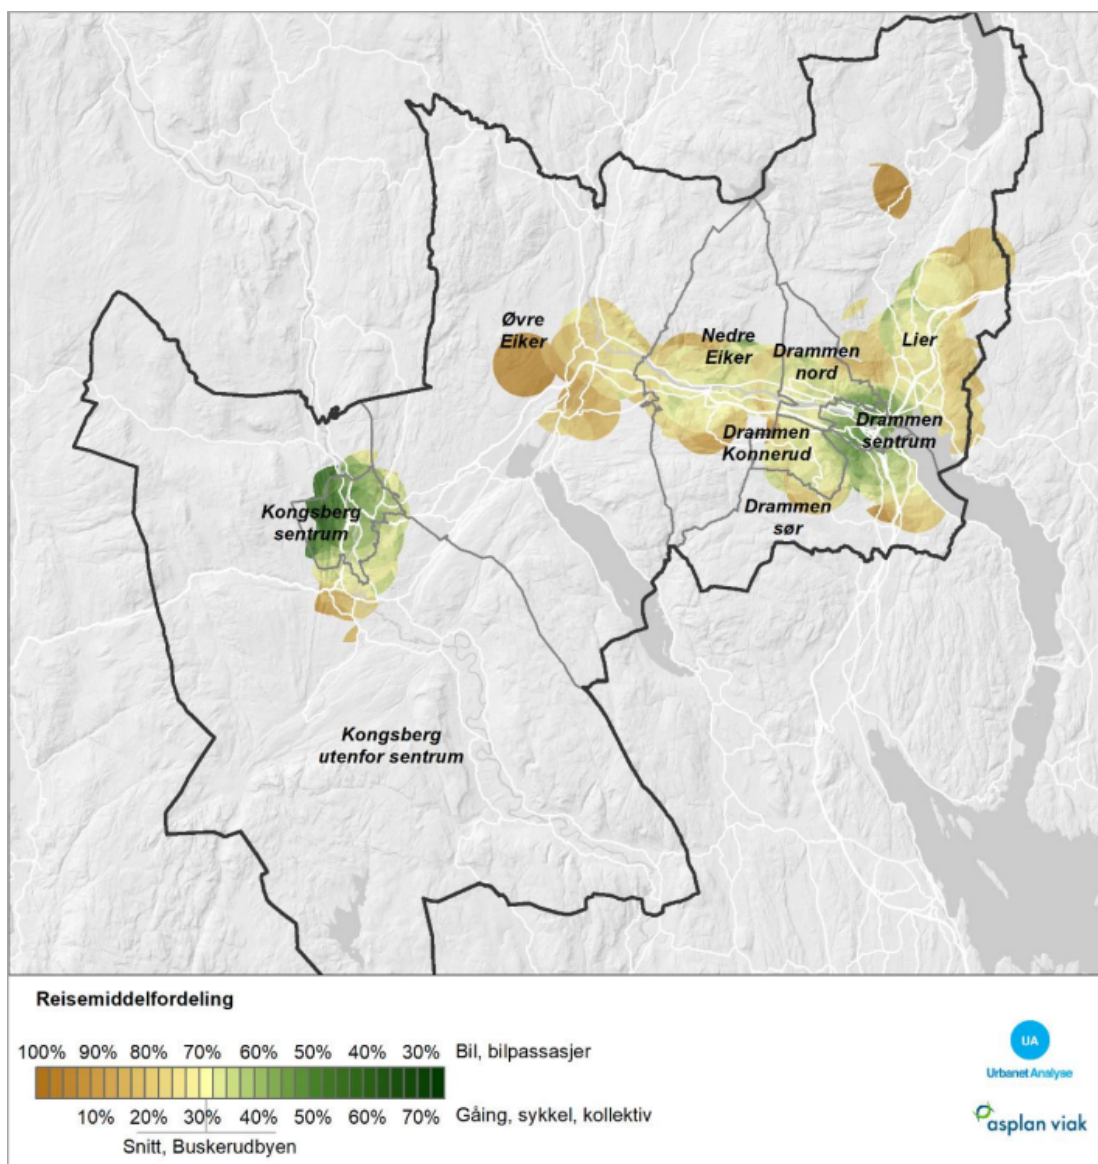 Øvre
Eiker
Nedre
Eiker
Drammen
nord
Lier
Drammen
sentrum
Drammen
Konnerud
Drammen
sør
Kongsberg
sentrum
Kongsberg
utenfor sentrum
Reisemiddelfordeling
100% 90% 80% 70% 60% 50% 40% 30% Bil, bilpassasjer
10% 20% 30% 40% 50% 60% 70% Gåing, sykkel, kollektiv
Snitt, Buskerudbyen
UA
Urbanet Analyse
asplan viak